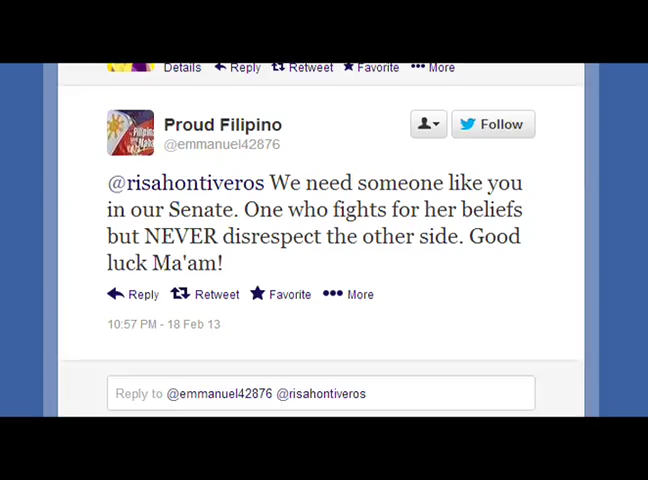 Details Reply Retweet Favorite More
Pilipino
Proud Filipino
@emmanuel42876
Follow
@risahontiveros We need someone like you
in our Senate. One who fights for her beliefs
but NEVER disrespect the other side. Good
luck Ma'am!
Reply Retweet Favorite More
10:57 PM - 18 Feb 13
Reply to @emmanuel42876 @risahontiveros